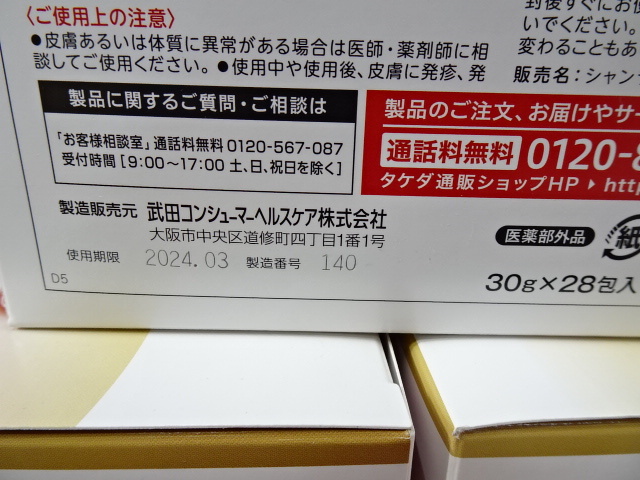 〈ご使用上の注意〉
●皮膚あるいは体質に異常がある場合は医師・薬剤師に相
談してご使用ください。●使用中や使用後、皮膚に発疹、発
封後すぐにお使
いでください。
変わることもあ
販売名：シャン
製品に関するご質問・ご相談は
「お客様相談室」通話料無料 0120-567-087
受付時間[9:00〜17:00 土、日、祝日を除く]
製品のご注文、お届けやサー
通話料無料 0120-8
タケダ通販ショップHP ▶ http
製造販売元 武田コンシューマーヘルスケア株式会社
大阪市中央区道修町四丁目1番1号
使用期限 2024.03 製造番号 140
D5
医薬部外品
紙
30g×28包入